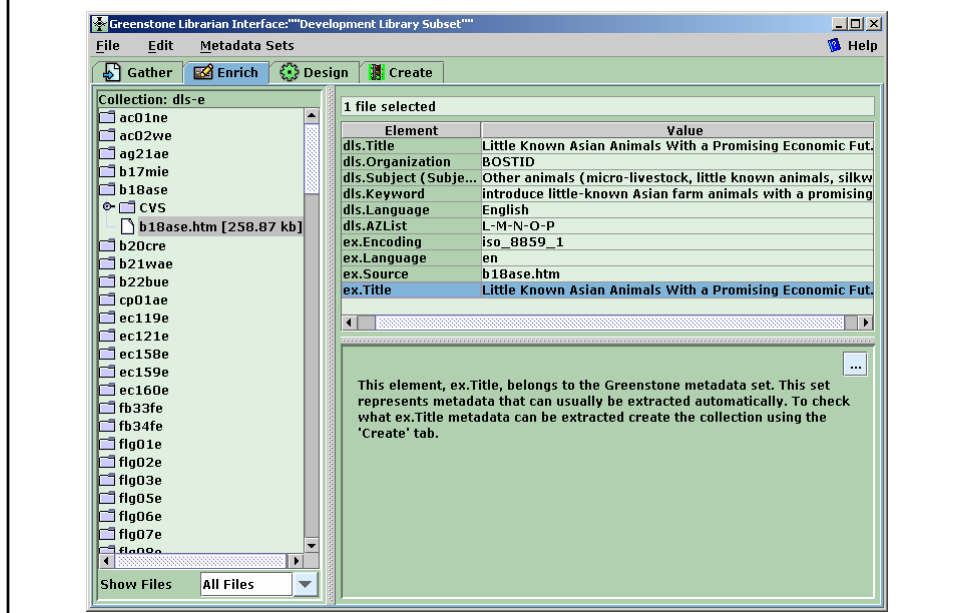 Greenstone Librarian Interface:""Development Library Subset""
File Edit Metadata Sets Help
Gather Enrich Design Create
Collection: dls-e
ac01ne
ac02we
ag21ae
b17mie
b18ase
CVS
b18ase.htm [258.87 kb]
b20cre
b21wae
b22bue
cp01ae
ec119e
ec121e
ec158e
ec159e
ec160e
fb33fe
fb34fe
flg01e
flg02e
flg03e
flg05e
flg06e
flg07e
flg08e
Show Files All Files
1 file selected
Element Value
dls.Title Little Known Asian Animals With a Promising Economic Fut.
dls.Organization BOSTID
dls.Subject (Subje... Other animals (micro-livestock, little known animals, silkw
dls.Keyword introduce little-known Asian farm animals with a promising
dls.Language English
dls.AZList L-M-N-O-P
ex.Encoding iso_8859_1
ex.Language en
ex.Source b18ase.htm
ex.Title Little Known Asian Animals With a Promising Economic Fut.
...
This element, ex.Title, belongs to the Greenstone metadata set. This set
represents metadata that can usually be extracted automatically. To check
what ex.Title metadata can be extracted create the collection using the
'Create' tab.